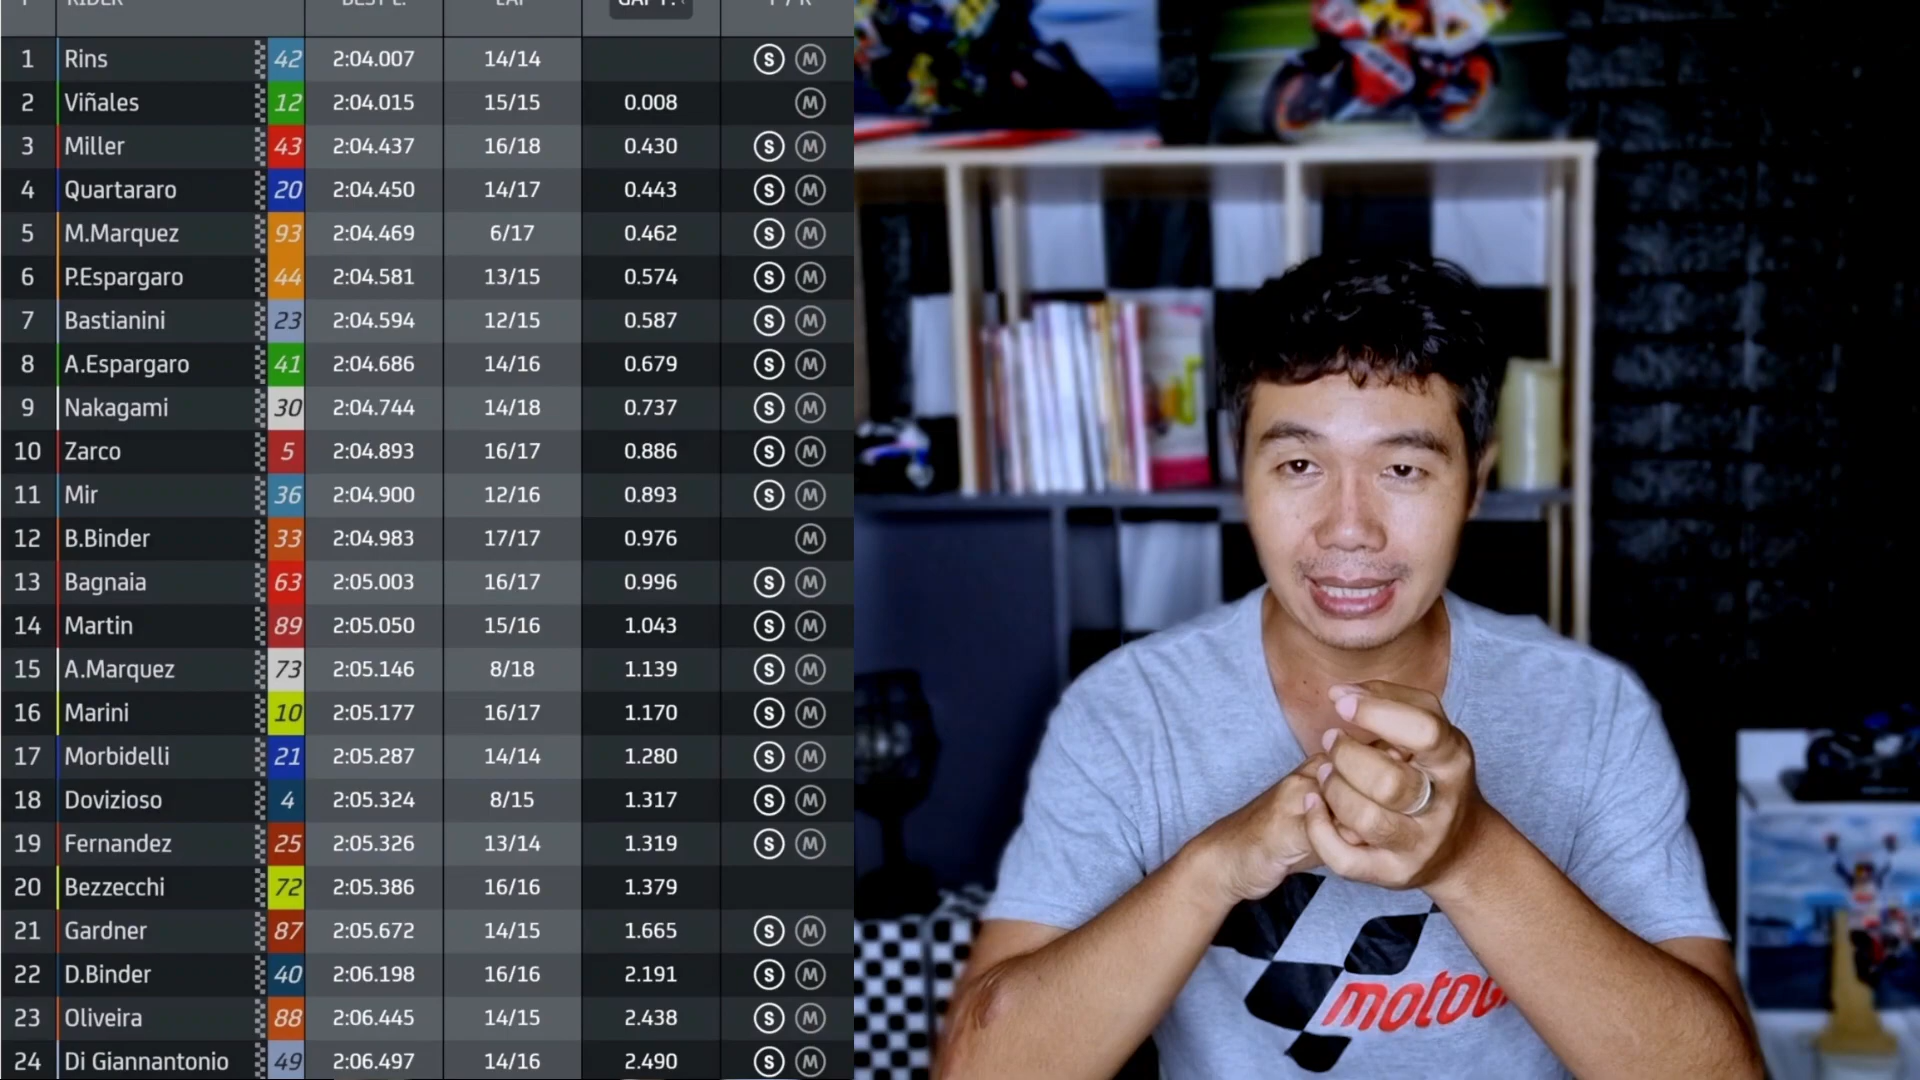 1 Rins 42 2:04.007 14/14 S M
2 Viñales 12 2:04.015 15/15 0.008 M
3 Miller 43 2:04.437 16/18 0.430 S M
4 Quartararo 20 2:04.450 14/17 0.443 S M
5 M.Marquez 93 2:04.469 6/17 0.462 S M
6 P.Espargaro 44 2:04.581 13/15 0.574 S M
7 Bastianini 23 2:04.594 12/15 0.587 S M
8 A.Espargaro 41 2:04.686 14/16 0.679 S M
9 Nakagami 30 2:04.744 14/18 0.737 S M
10 Zarco 5 2:04.893 16/17 0.886 S M
11 Mir 36 2:04.900 12/16 0.893 S M
12 B.Binder 33 2:04.983 17/17 0.976 M
13 Bagnaia 63 2:05.003 16/17 0.996 S M
14 Martin 89 2:05.050 15/16 1.043 S M
15 A.Marquez 73 2:05.146 8/18 1.139 S M
16 Marini 10 2:05.177 16/17 1.170 S M
17 Morbidelli 21 2:05.287 14/14 1.280 S M
18 Dovizioso 4 2:05.324 8/15 1.317 S M
19 Fernandez 25 2:05.326 13/14 1.319 S M
20 Bezzecchi 72 2:05.386 16/16 1.379
21 Gardner 87 2:05.672 14/15 1.665 S M
22 D.Binder 40 2:06.198 16/16 2.191 S M
23 Oliveira 88 2:06.445 14/15 2.438 S M
24 Di Giannantonio 49 2:06.497 14/16 2.490 S M